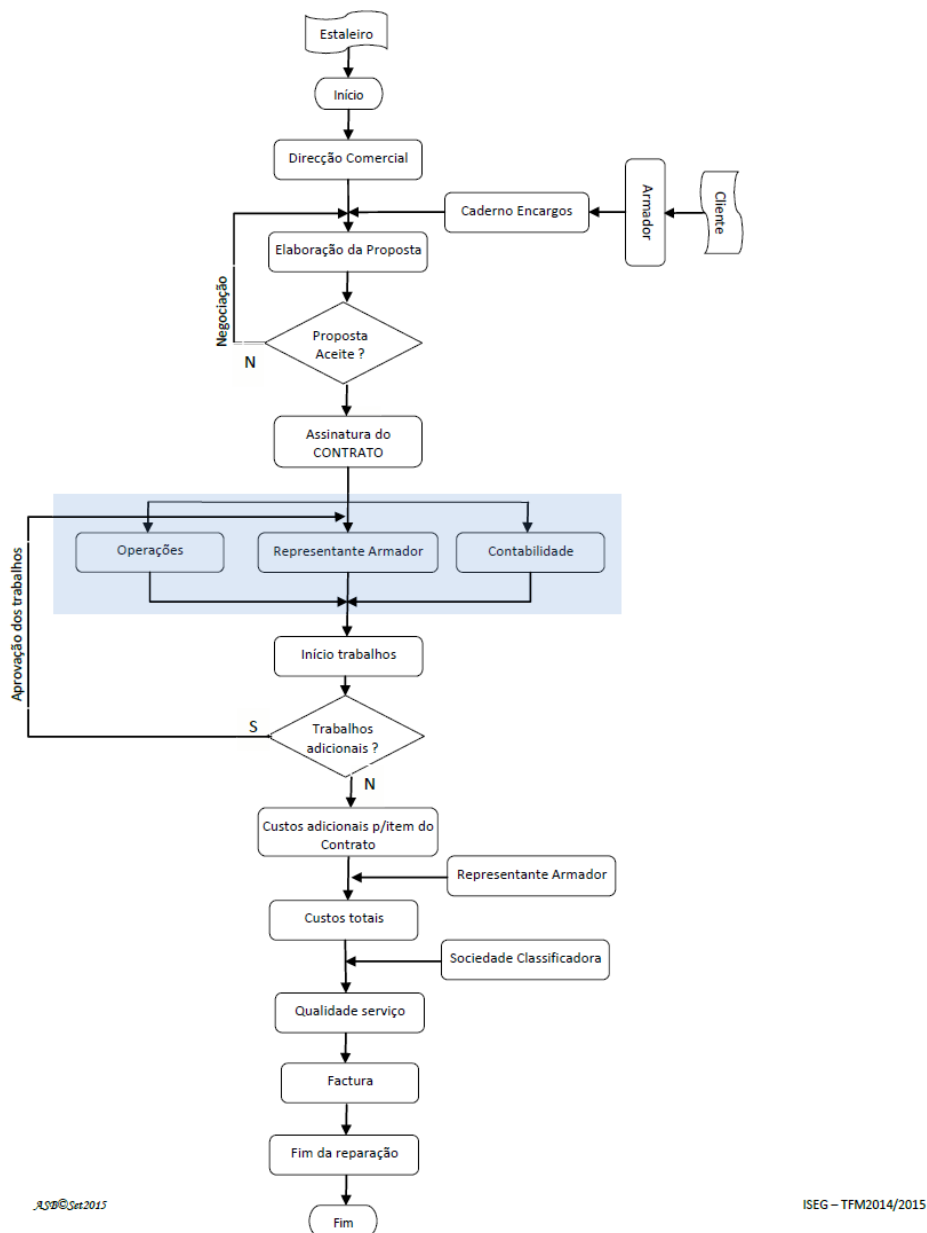 Estaleiro
Início
Direcção Comercial
Caderno Encargos
Armador
Cliente
Elaboração da Proposta
Negociação
Proposta
Aceite ?
N
Assinatura do
CONTRATO
Operações
Representante Armador
Contabilidade
Aprovação dos trabalhos
Início trabalhos
S
Trabalhos
adicionais ?
N
Custos adicionais p/item do
Contrato
Representante Armador
Custos totais
Sociedade Classificadora
Qualidade serviço
Factura
Fim da reparação
Fim
ASB©Set2015
ISEG – TFM2014/2015